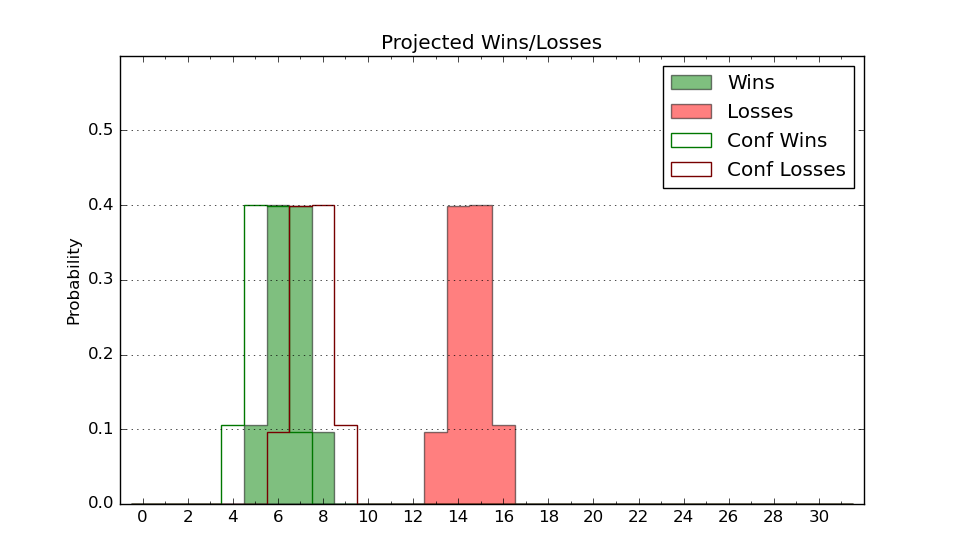 Projected Wins/Losses
Wins
Losses
Conf Wins
Conf Losses
Probability
0.5
0.4
0.3
0.2
0.1
0.0
0 2 4 6 8 10 12 14 16 18 20 22 24 26 28 30